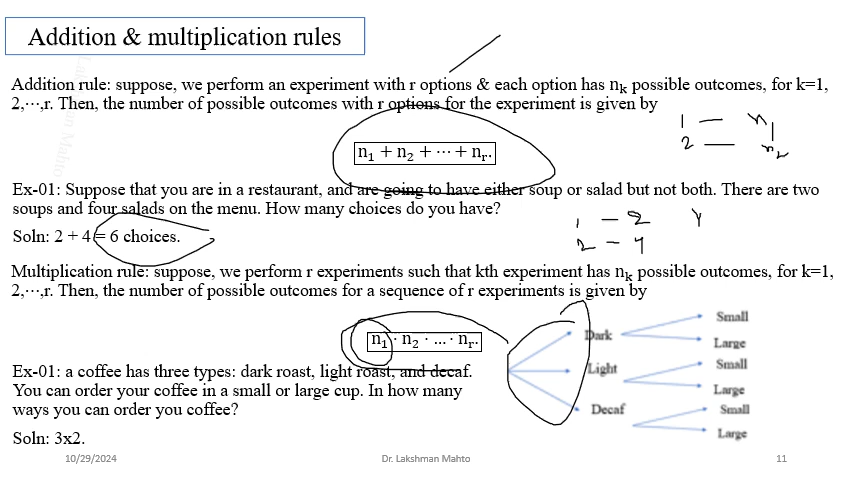 Addition & multiplication rules
Addition rule: suppose, we perform an experiment with r options & each option has nₖ possible outcomes, for k=1,
2,⋯,r. Then, the number of possible outcomes with r options for the experiment is given by
n₁ + n₂ + ⋯ + nᵣ.
1 — n₁
2 — n₂
Ex-01: Suppose that you are in a restaurant, and are going to have either soup or salad but not both. There are two
soups and four salads on the menu. How many choices do you have?
1 — 2
2 — 4
Soln: 2 + 4 = 6 choices.
Multiplication rule: suppose, we perform r experiments such that kth experiment has nₖ possible outcomes, for k=1,
2,⋯,r. Then, the number of possible outcomes for a sequence of r experiments is given by
n₁ · n₂ · … · nᵣ.
Ex-01: a coffee has three types: dark roast, light roast, and decaf.
You can order your coffee in a small or large cup. In how many
ways you can order you coffee?
Soln: 3x2.
Dark
Small
Large
Light
Small
Large
Decaf
Small
Large
10/29/2024
Dr. Lakshman Mahto
11